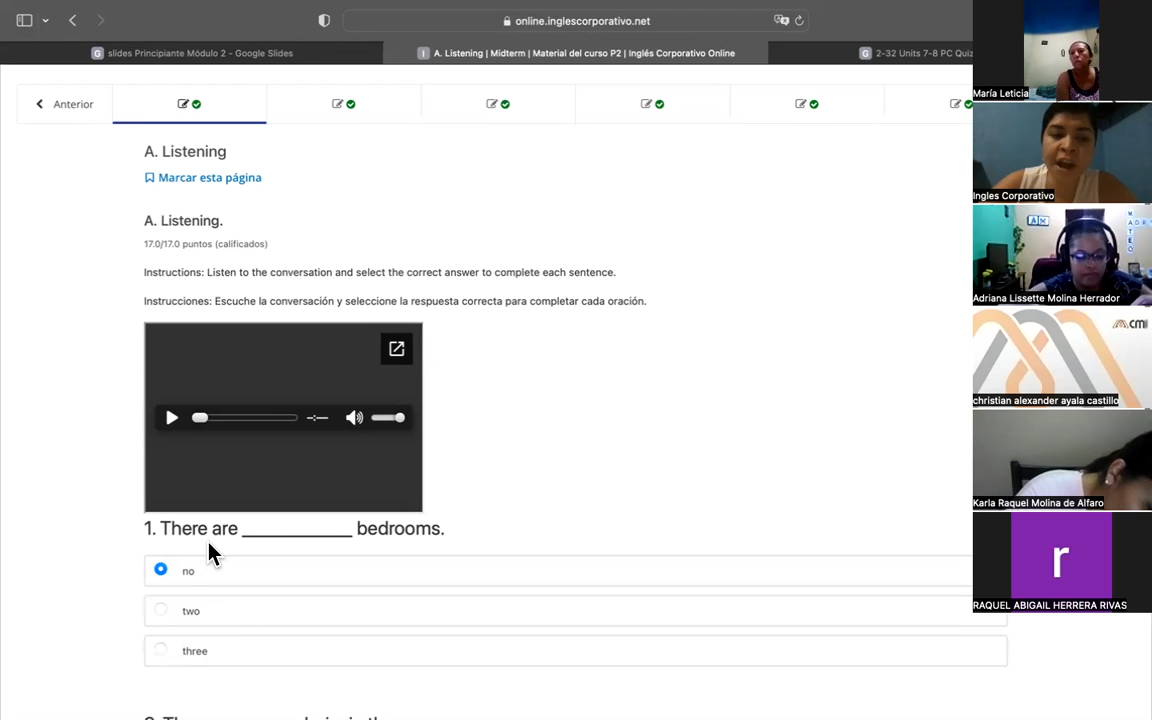 online.inglescorporativo.net
slides Principiante Módulo 2 - Google Slides
A. Listening | Midterm | Material del curso P2 | Inglés Corporativo Online
2-32 Units 7-8 PC Quiz
Anterior
A. Listening
Marcar esta página
A. Listening.
17.0/17.0 puntos (calificados)
Instructions: Listen to the conversation and select the correct answer to complete each sentence.
Instrucciones: Escuche la conversación y seleccione la respuesta correcta para completar cada oración.
-:--
1. There are ___________ bedrooms.
no
two
three
María Leticia
Ingles Corporativo
Adriana Lissette Molina Herrador
cmi
christian alexander ayala castillo
Karla Raquel Molina de Alfaro
r
RAQUEL ABIGAIL HERRERA RIVAS